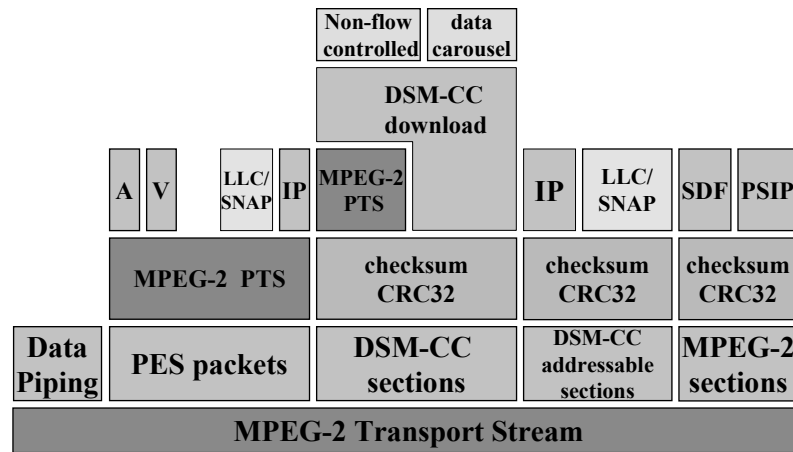 Non-flow
controlled
data
carousel
DSM-CC
download
A
V
LLC/
SNAP
IP
MPEG-2
PTS
IP
LLC/
SNAP
SDF
PSIP
MPEG-2 PTS
checksum
CRC32
checksum
CRC32
checksum
CRC32
Data
Piping
PES packets
DSM-CC
sections
DSM-CC
addressable
sections
MPEG-2
sections
MPEG-2 Transport Stream